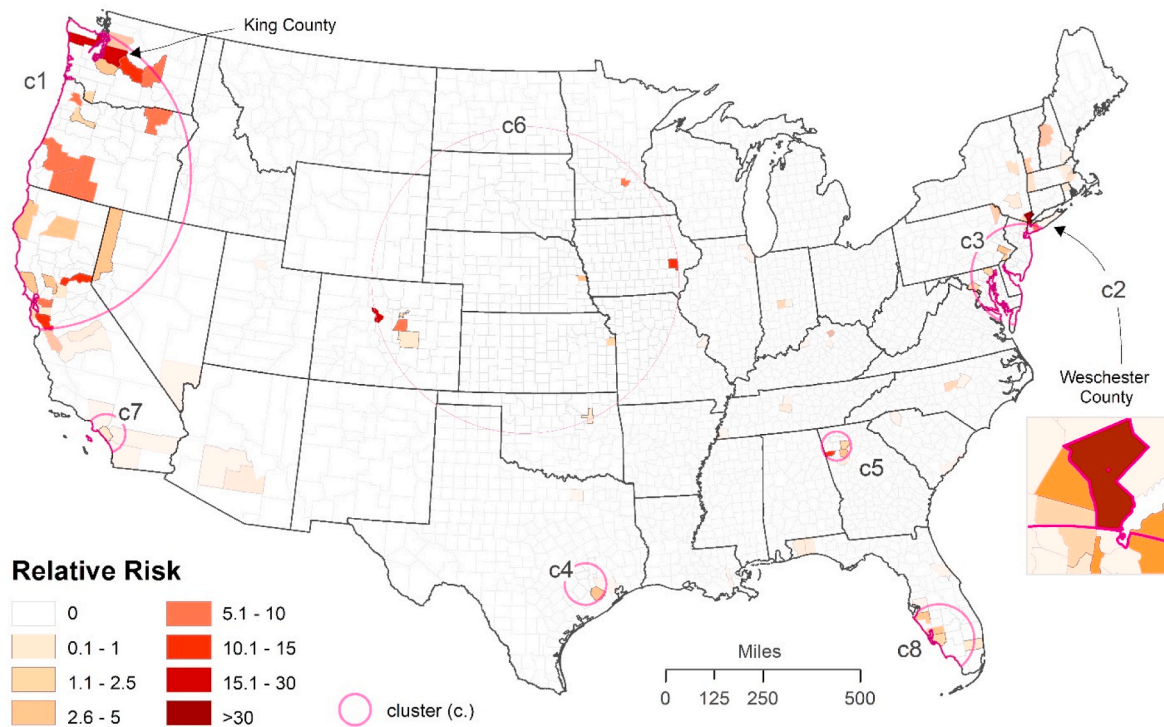 King County
c1
c6
c3
c2
Weschester
County
c7
c5
c4
c8
Relative Risk
0
0.1 - 1
1.1 - 2.5
2.6 - 5
5.1 - 10
10.1 - 15
15.1 - 30
>30
cluster (c.)
Miles
0 125 250 500